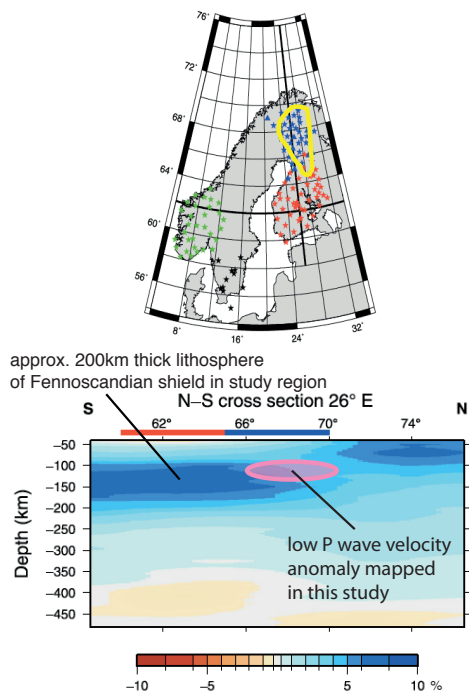 76˚
72˚
68˚
64˚
60˚
56˚
8˚
16˚
24˚
32˚
approx. 200km thick lithosphere
of Fennoscandian shield in study region
S N–S cross section 26° E N
62° 66° 70° 74°
Depth (km)
−50
−100
−150
−200
−250
−300
−350
−400
−450
low P wave velocity
anomaly mapped
in this study
−10 −5 5 10 %